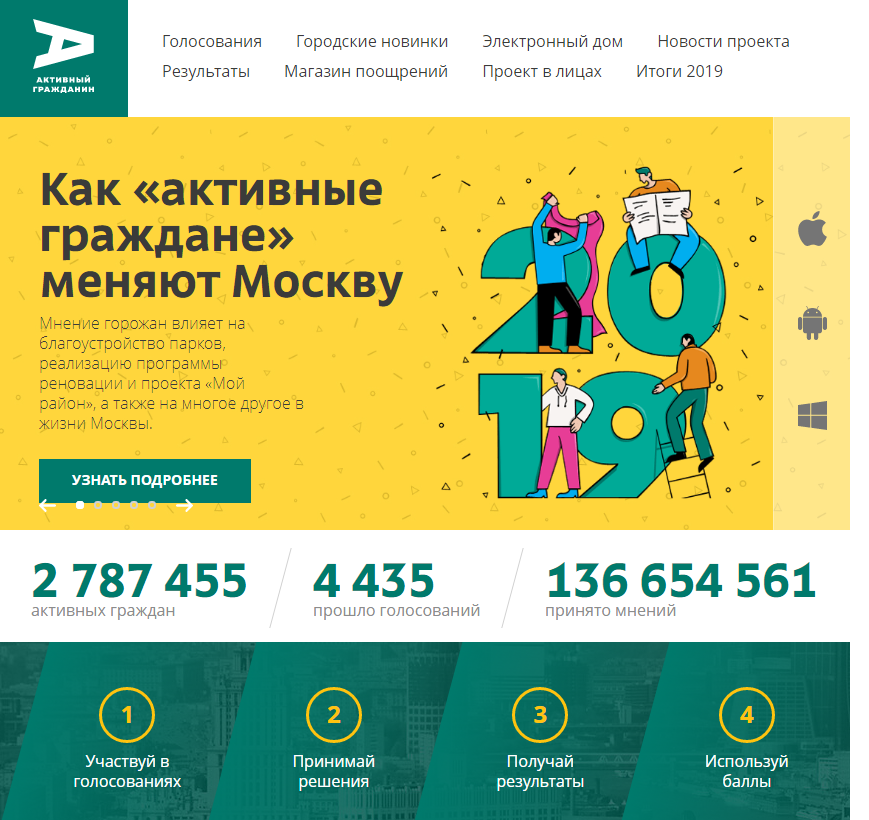 АКТИВНЫЙ
ГРАЖДАНИН
Голосования Городские новинки Электронный дом Новости проекта
Результаты Магазин поощрений Проект в лицах Итоги 2019
Как «активные
граждане»
меняют Москву
Мнение горожан влияет на
благоустройство парков,
реализацию программы
реновации и проекта «Мой
район», а также на многое другое в
жизни Москвы.
УЗНАТЬ ПОДРОБНЕЕ
20
19
2 787 455 4 435 136 654 561
активных граждан прошло голосований принято мнений
1 2 3 4
Участвуй в Принимай Получай Используй
голосованиях решения результаты баллы